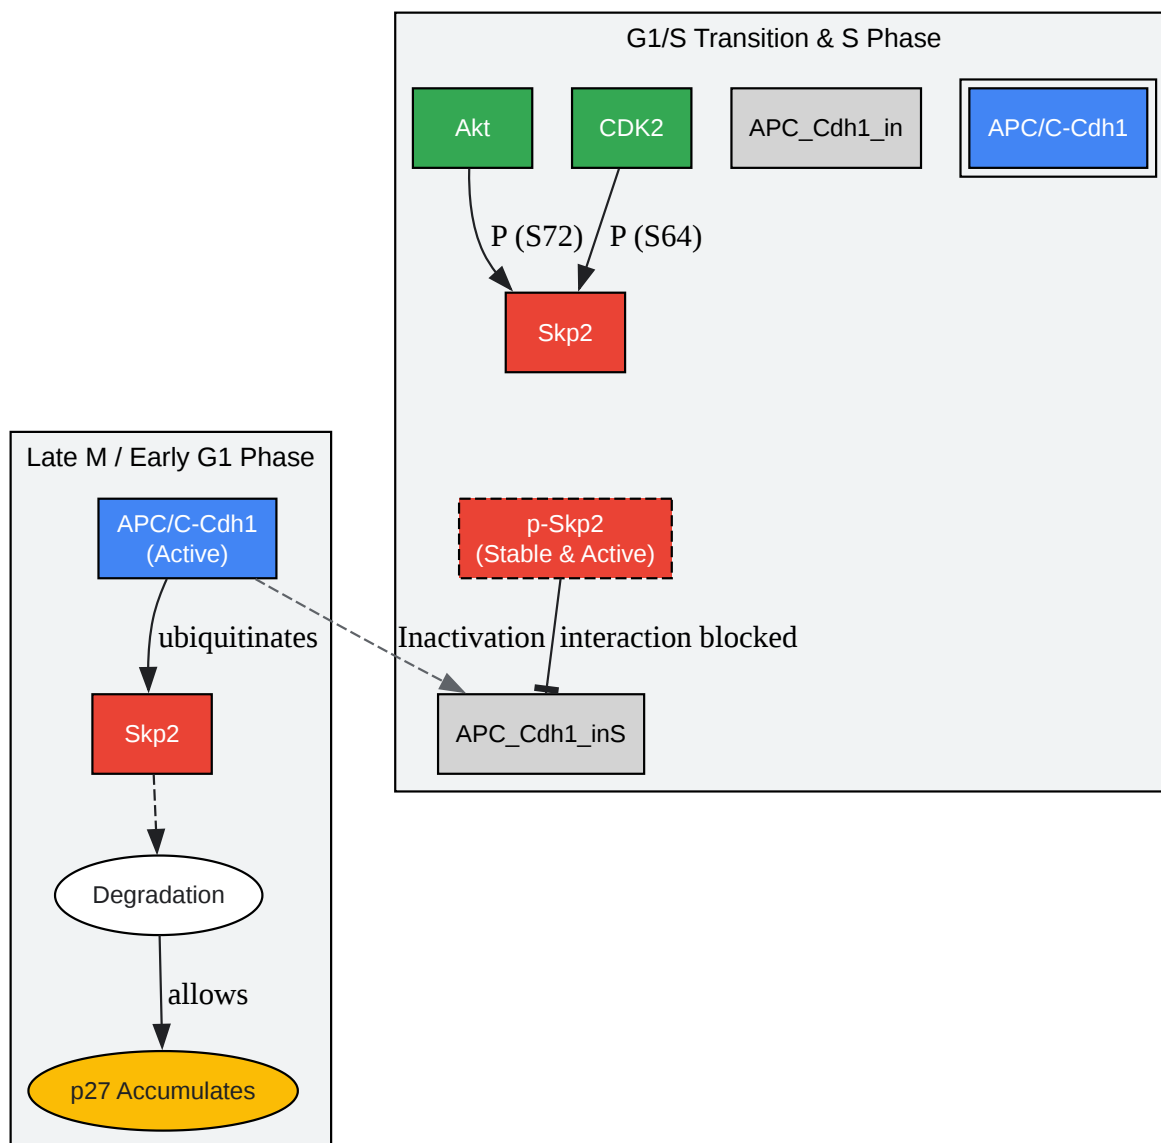 G1/S Transition & S Phase
Akt
CDK2
APC_Cdh1_in
APC/C-Cdh1
P (S72)
P (S64)
Skp2
Late M / Early G1 Phase
APC/C-Cdh1
(Active)
p-Skp2
(Stable & Active)
ubiquitinates
Inactivation
interaction blocked
Skp2
APC_Cdh1_inS
Degradation
allows
p27 Accumulates